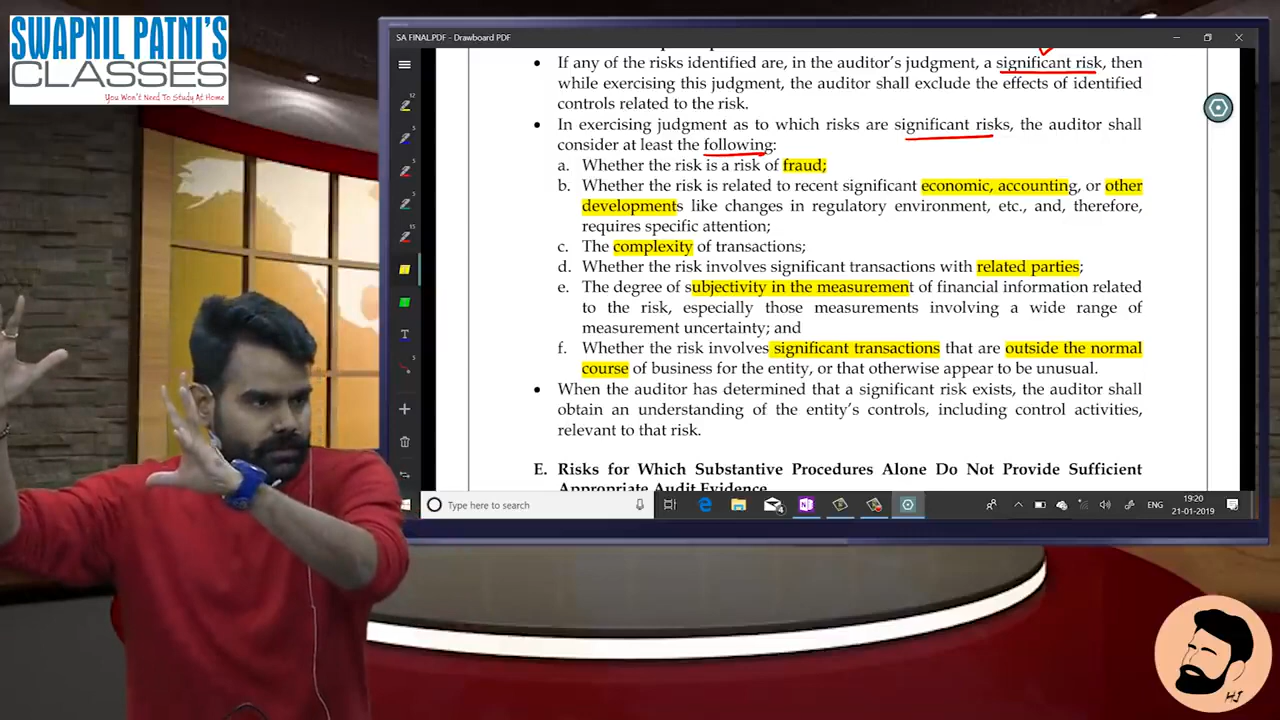 SWAPNIL PATNI'S
CLASSES
You Won't Need To Study At Home
SA FINAL.PDF - Drawboard PDF
• If any of the risks identified are, in the auditor's judgment, a significant risk, then
while exercising this judgment, the auditor shall exclude the effects of identified
controls related to the risk.
• In exercising judgment as to which risks are significant risks, the auditor shall
consider at least the following:
a. Whether the risk is a risk of fraud;
b. Whether the risk is related to recent significant economic, accounting, or other
developments like changes in regulatory environment, etc., and, therefore,
requires specific attention;
c. The complexity of transactions;
d. Whether the risk involves significant transactions with related parties;
e. The degree of subjectivity in the measurement of financial information related
to the risk, especially those measurements involving a wide range of
measurement uncertainty; and
f. Whether the risk involves significant transactions that are outside the normal
course of business for the entity, or that otherwise appear to be unusual.
• When the auditor has determined that a significant risk exists, the auditor shall
obtain an understanding of the entity's controls, including control activities,
relevant to that risk.
E. Risks for Which Substantive Procedures Alone Do Not Provide Sufficient
Appropriate Audit Evidence
Type here to search
ENG
19:20
21-01-2019
HJ